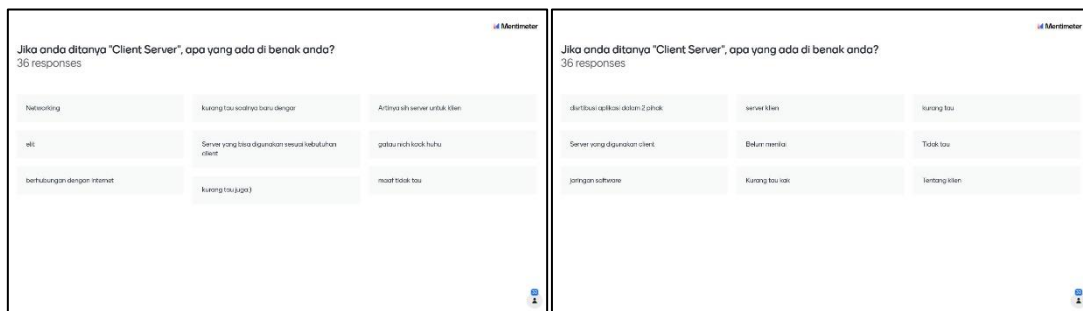 Mentimeter
Jika anda ditanya "Client Server", apa yang ada di benak anda?
36 responses
Networking
kurang tau soalnya baru dengar
Artinya sih server untuk klien
elit
Server yang bisa digunakan sesuai kebutuhan
client
gatau nich kack huhu
berhubungan dengan internet
kurang tau juga:)
maaf tidak tau
Mentimeter
Jika anda ditanya "Client Server", apa yang ada di benak anda?
36 responses
disrtibusi aplikasi dalam 2 pihak
server klien
kurang tau
Server yang digunakan client
Belum menilai
Tidak tau
jaringan software
Kurang tau kak
Tentang klien